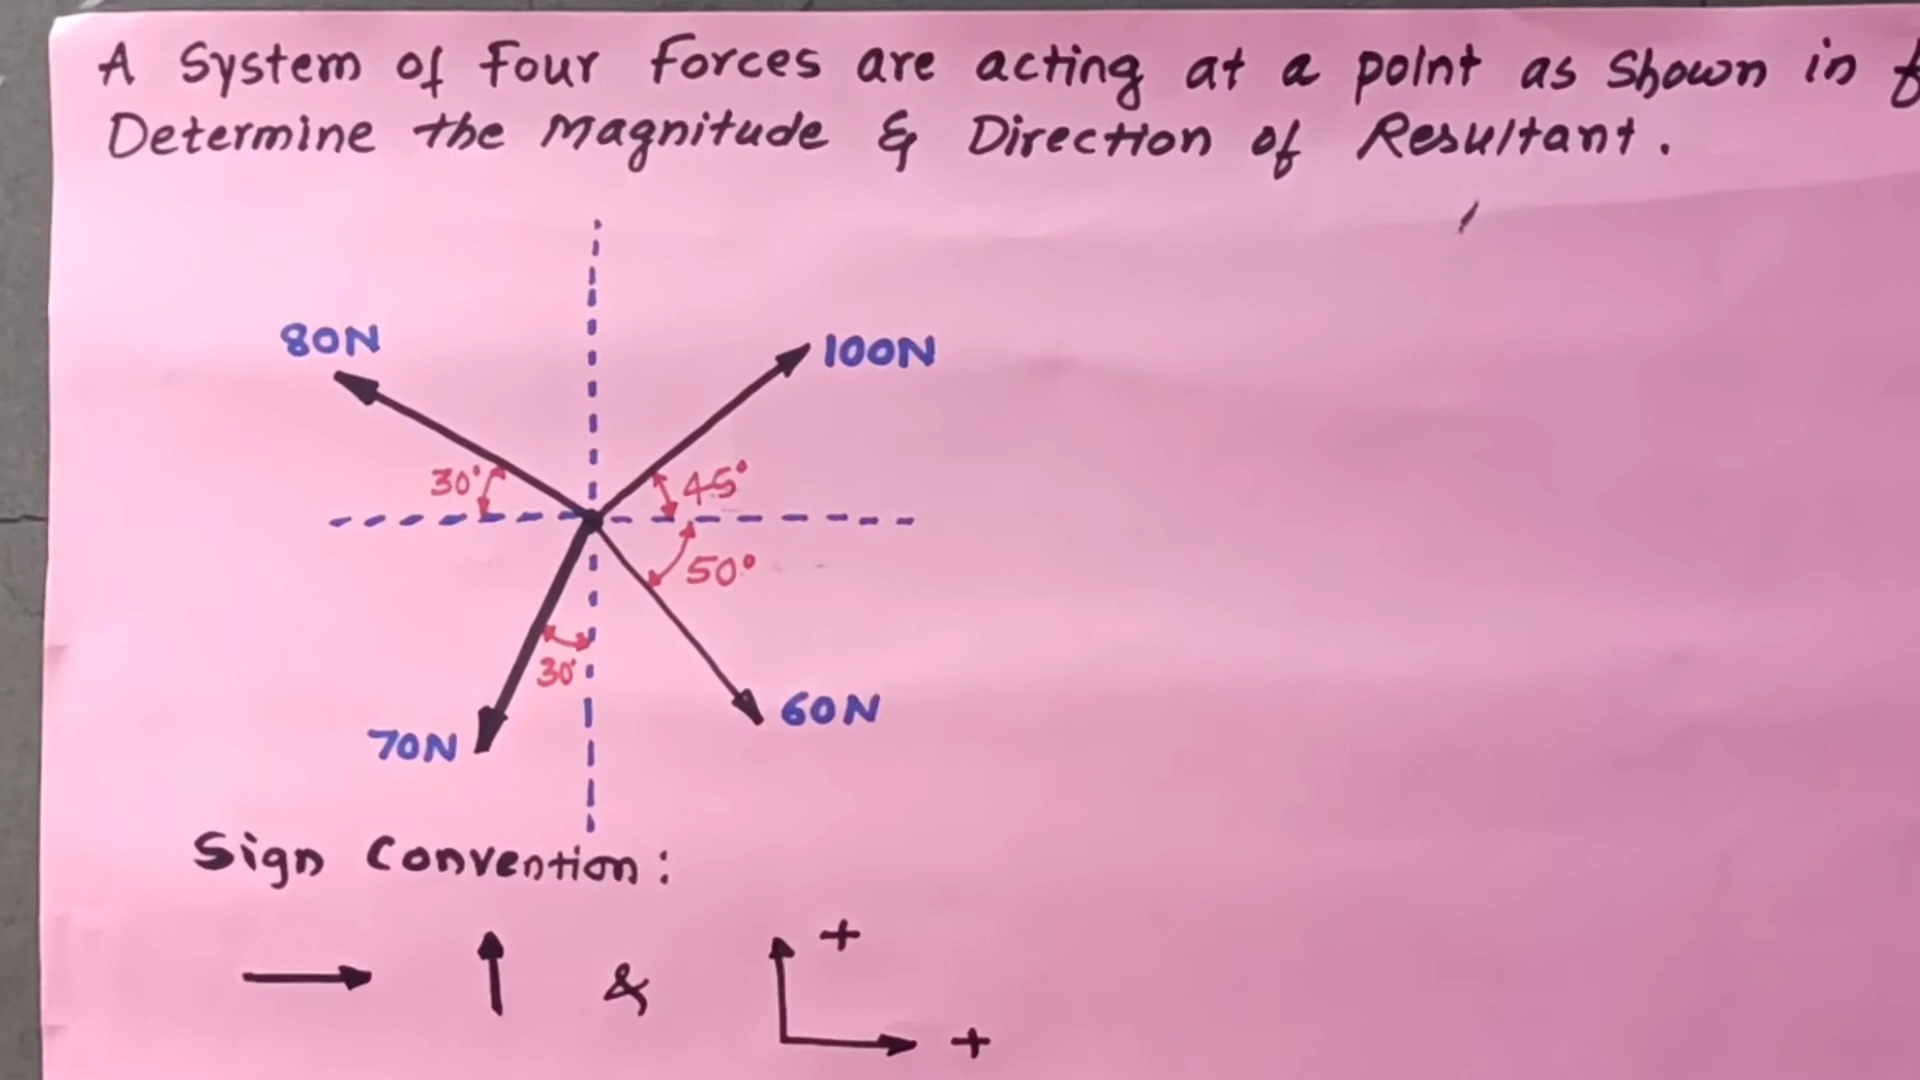 A System of Four Forces are acting at a point as shown in
Determine the Magnitude & Direction of Resultant.
80N
100N
30°
45°
50°
30°
60N
70N
Sign Convention:
&
+
+